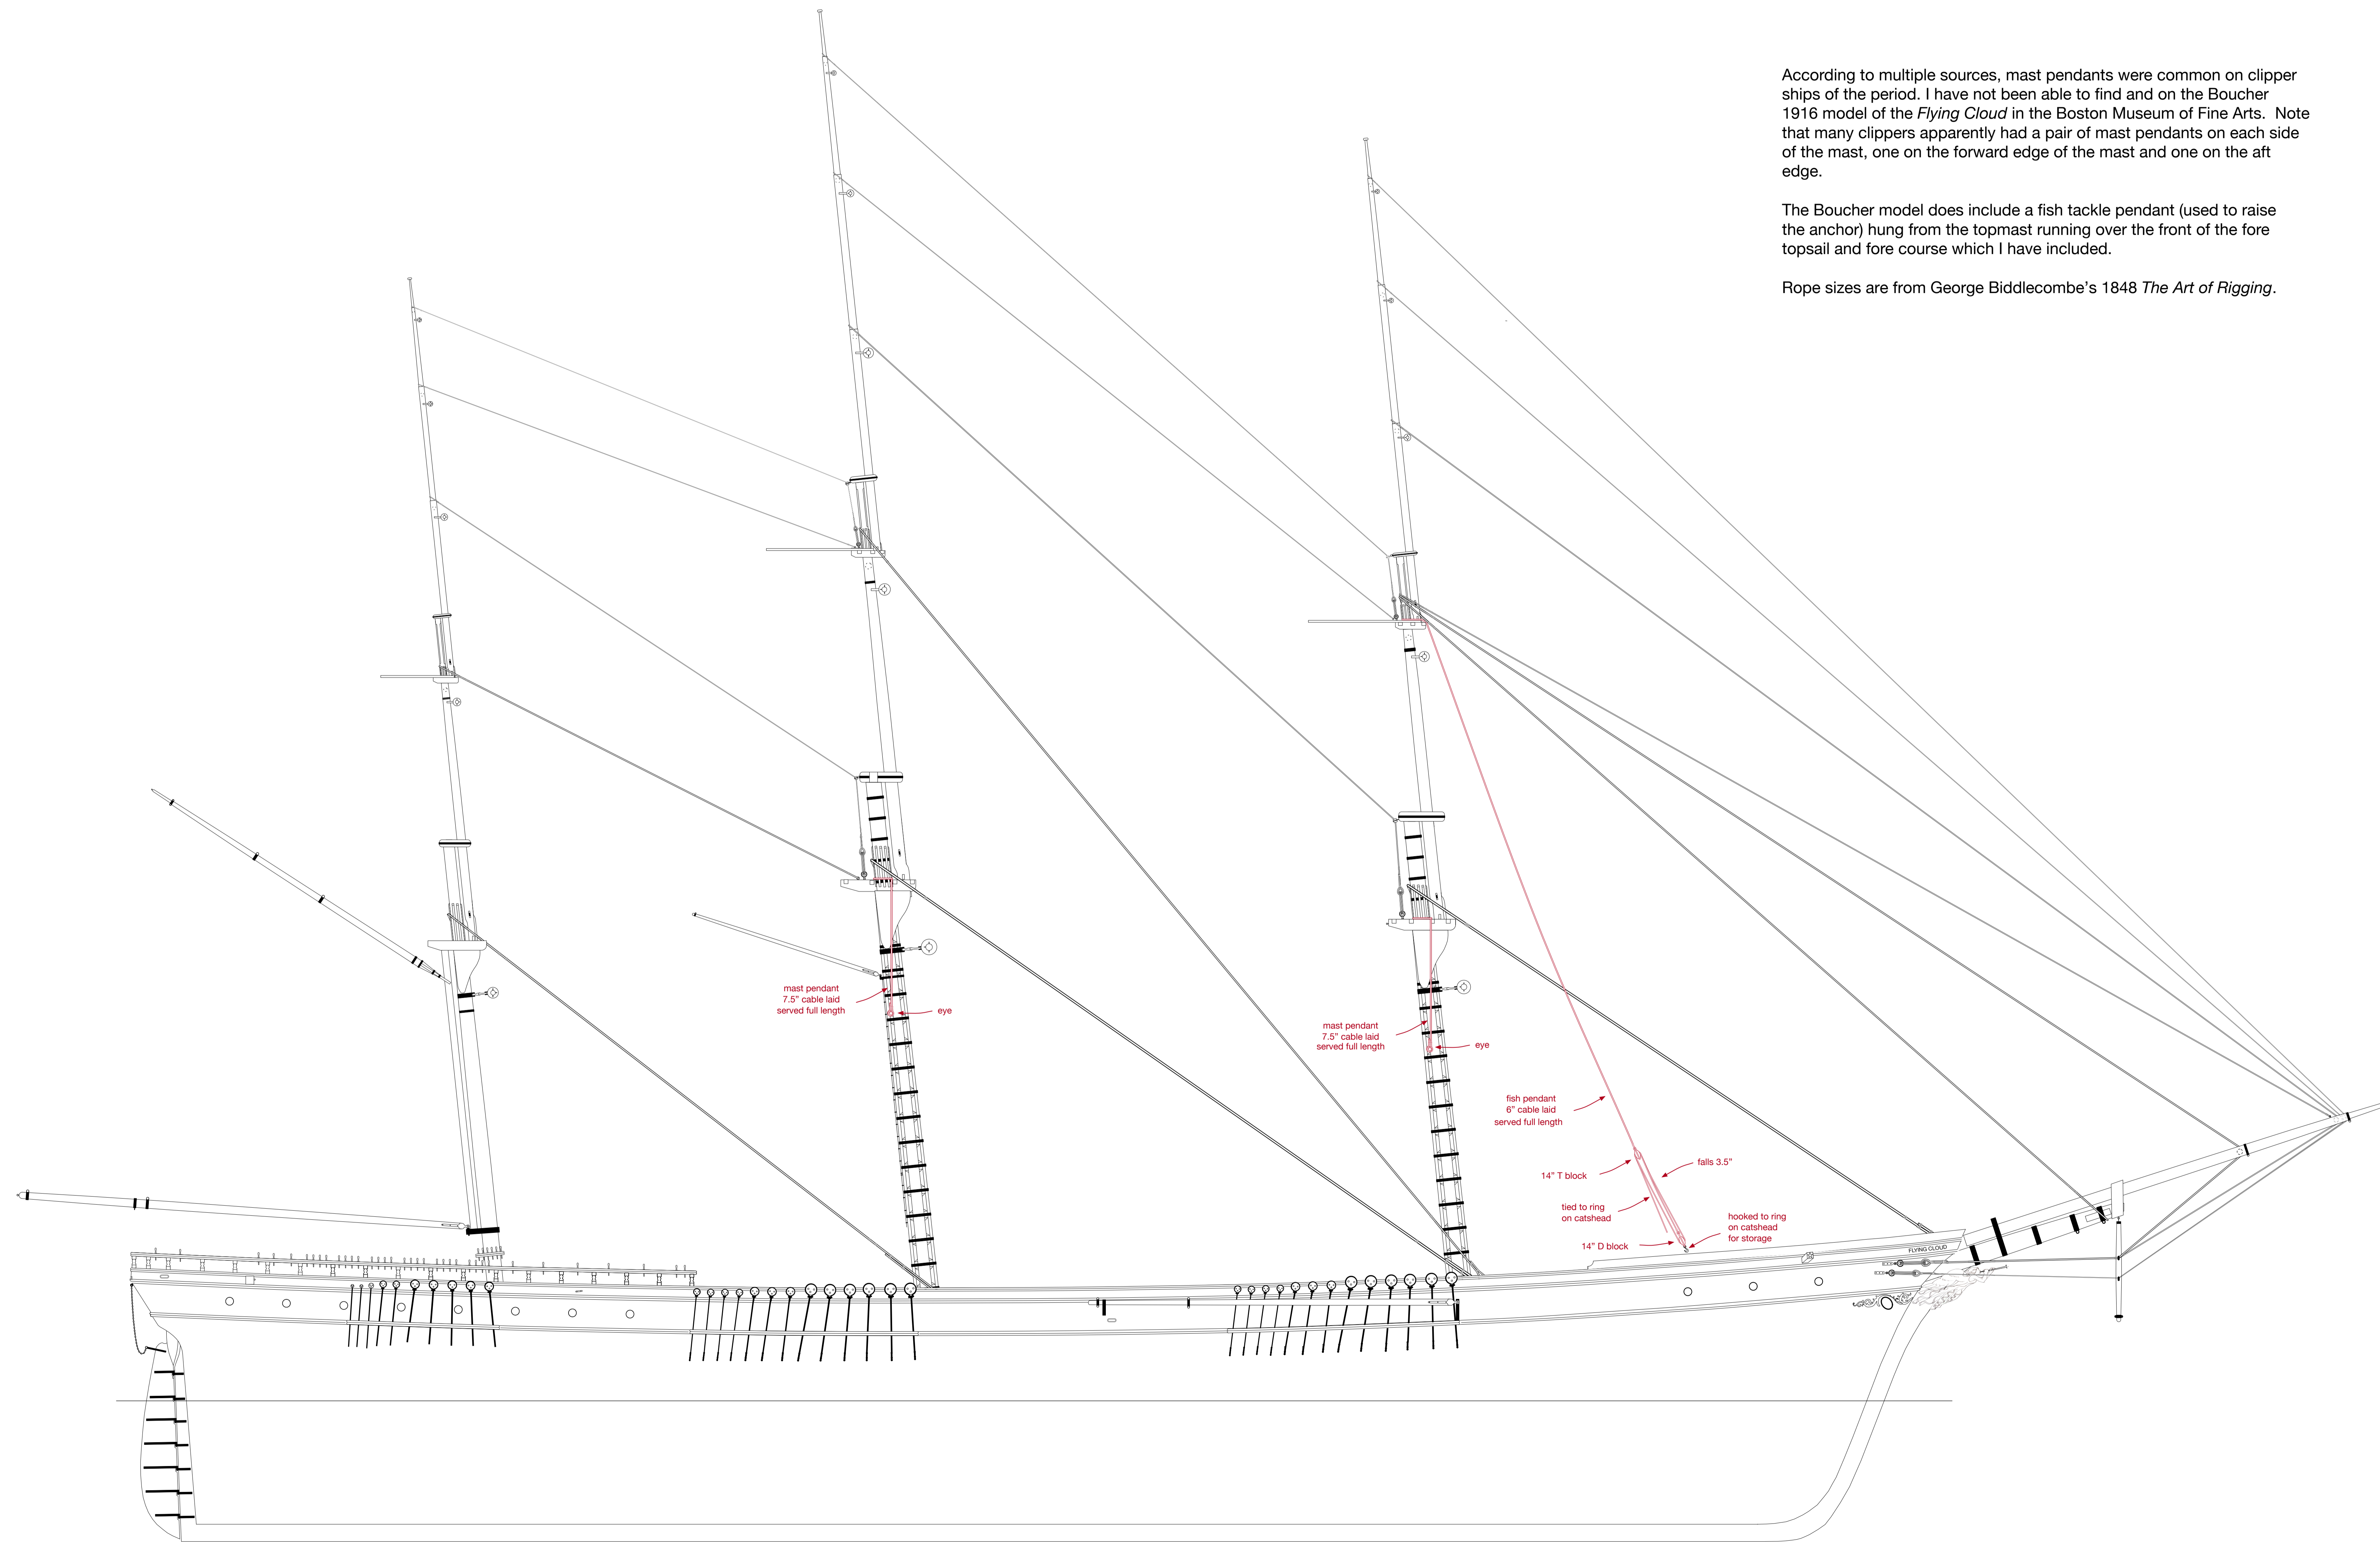 According to multiple sources, mast pendants were common on clipper
ships of the period. I have not been able to find and on the Boucher
1916 model of the Flying Cloud in the Boston Museum of Fine Arts.  Note
that many clippers apparently had a pair of mast pendants on each side
of the mast, one on the forward edge of the mast and one on the aft
edge.
The Boucher model does include a fish tackle pendant (used to raise
the anchor) hung from the topmast running over the front of the fore
topsail and fore course which I have included.
Rope sizes are from George Biddlecombe’s 1848 The Art of Rigging.
mast pendant
7.5” cable laid
served full length
eye
mast pendant
7.5” cable laid
served full length
eye
fish pendant
6” cable laid
served full length
14” T block
falls 3.5”
tied to ring
on catshead
hooked to ring
on catshead
for storage
14” D block
FLYING CLOUD